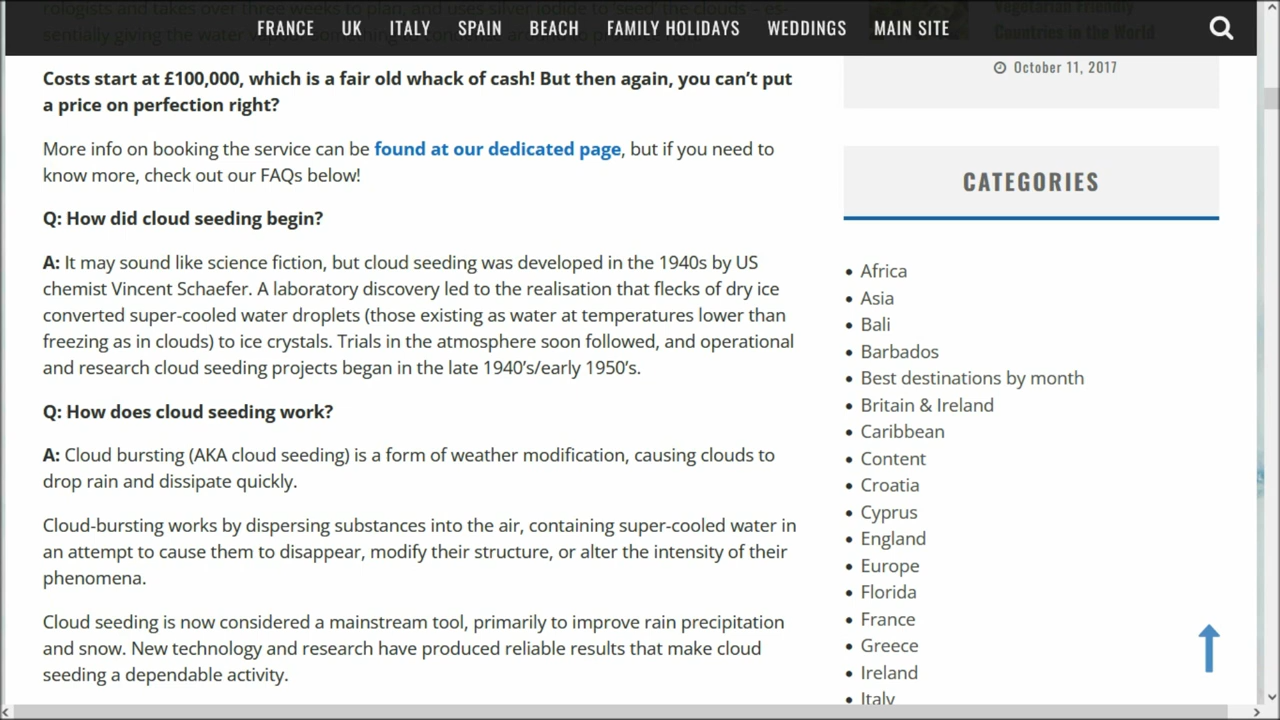 FRANCE UK ITALY SPAIN BEACH FAMILY HOLIDAYS WEDDINGS MAIN SITE
Costs start at £100,000, which is a fair old whack of cash! But then again, you can't put
a price on perfection right?
More info on booking the service can be found at our dedicated page, but if you need to
know more, check out our FAQs below!
Q: How did cloud seeding begin?
A: It may sound like science fiction, but cloud seeding was developed in the 1940s by US
chemist Vincent Schaefer. A laboratory discovery led to the realisation that flecks of dry ice
converted super-cooled water droplets (those existing as water at temperatures lower than
freezing as in clouds) to ice crystals. Trials in the atmosphere soon followed, and operational
and research cloud seeding projects began in the late 1940's/early 1950's.
Q: How does cloud seeding work?
A: Cloud bursting (AKA cloud seeding) is a form of weather modification, causing clouds to
drop rain and dissipate quickly.
Cloud-bursting works by dispersing substances into the air, containing super-cooled water in
an attempt to cause them to disappear, modify their structure, or alter the intensity of their
phenomena.
Cloud seeding is now considered a mainstream tool, primarily to improve rain precipitation
and snow. New technology and research have produced reliable results that make cloud
seeding a dependable activity.
Vegetarian Friendly
Countries in the World
October 11, 2017
CATEGORIES
Africa
Asia
Bali
Barbados
Best destinations by month
Britain & Ireland
Caribbean
Content
Croatia
Cyprus
England
Europe
Florida
France
Greece
Ireland
Italy